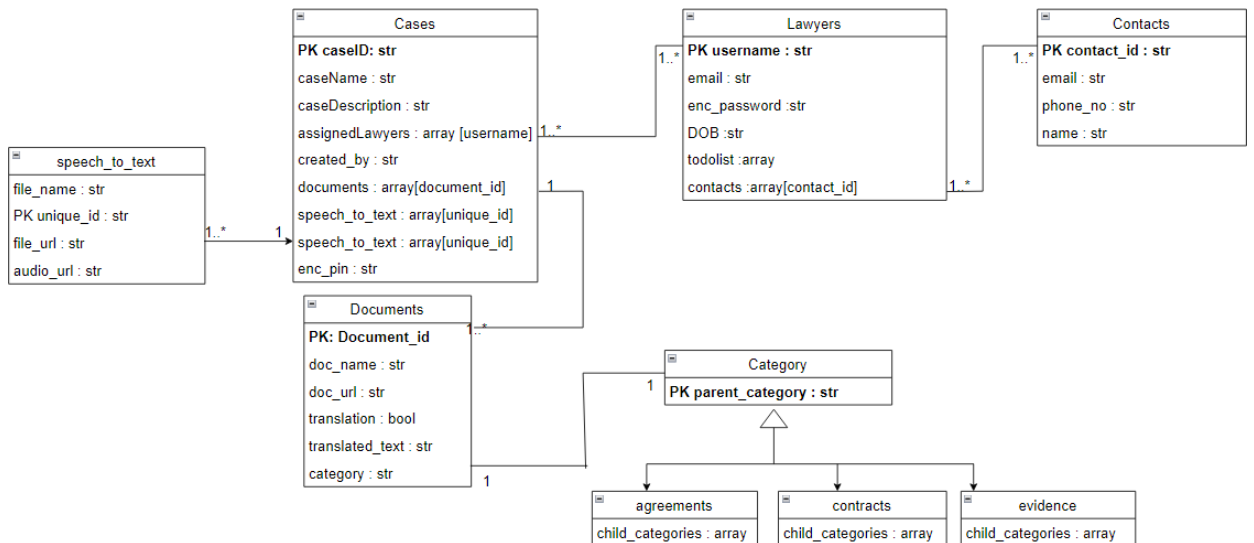 Cases
PK caseID: str
caseName : str
caseDescription : str
assignedLawyers : array [username]
created_by : str
documents : array[document_id]
speech_to_text : array[unique_id]
speech_to_text : array[unique_id]
enc_pin : str
1..*
1
1
Lawyers
PK username : str
email : str
enc_password :str
DOB :str
todolist :array
contacts :array[contact_id]
1..*
1..*
Contacts
PK contact_id : str
email : str
phone_no : str
name : str
1..*
speech_to_text
file_name : str
PK unique_id : str
file_url : str
audio_url : str
1..*
Documents
PK: Document_id
doc_name : str
doc_url : str
translation : bool
translated_text : str
category : str
1..*
1
Category
PK parent_category : str
1
agreements
child_categories : array
contracts
child_categories : array
evidence
child_categories : array